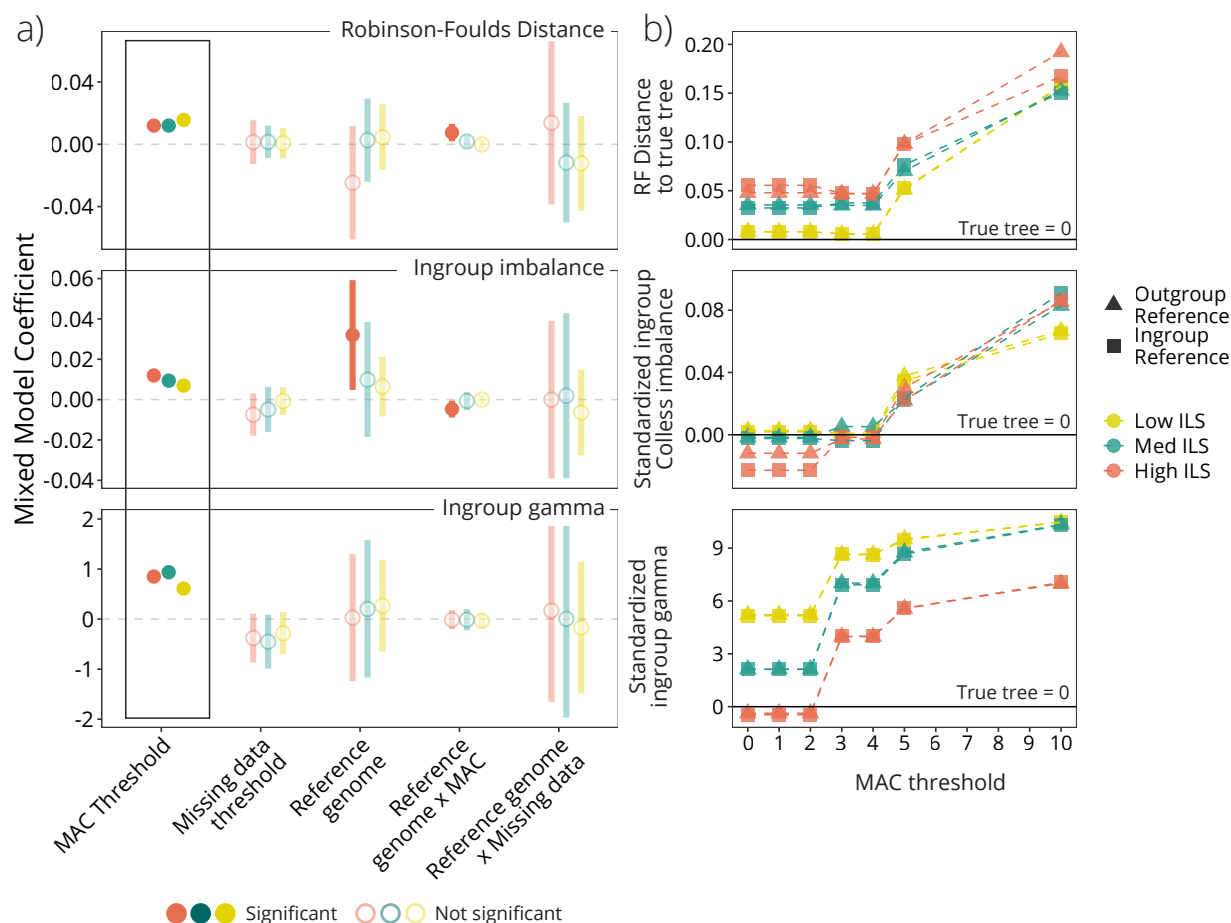 a)
Mixed Model Coefficient
Robinson-Foulds Distance
0.04
0.00
-0.04
Ingroup imbalance
0.06
0.04
0.02
0.00
-0.02
-0.04
Ingroup gamma
2
1
0
-1
-2
MAC Threshold
Missing data
threshold
Reference
genome
Reference
genome x MAC
Reference genome
x Missing data
Significant
Not significant
b)
RF Distance
to true tree
0.20
0.15
0.10
0.05
0.00
True tree = 0
Standardized ingroup
Colless imbalance
0.08
0.04
0.00
True tree = 0
Standardized
ingroup gamma
9
6
3
0
True tree = 0
0 1 2 3 4 5 6 7 8 9 10
MAC threshold
Outgroup
Reference
Ingroup
Reference
Low ILS
Med ILS
High ILS